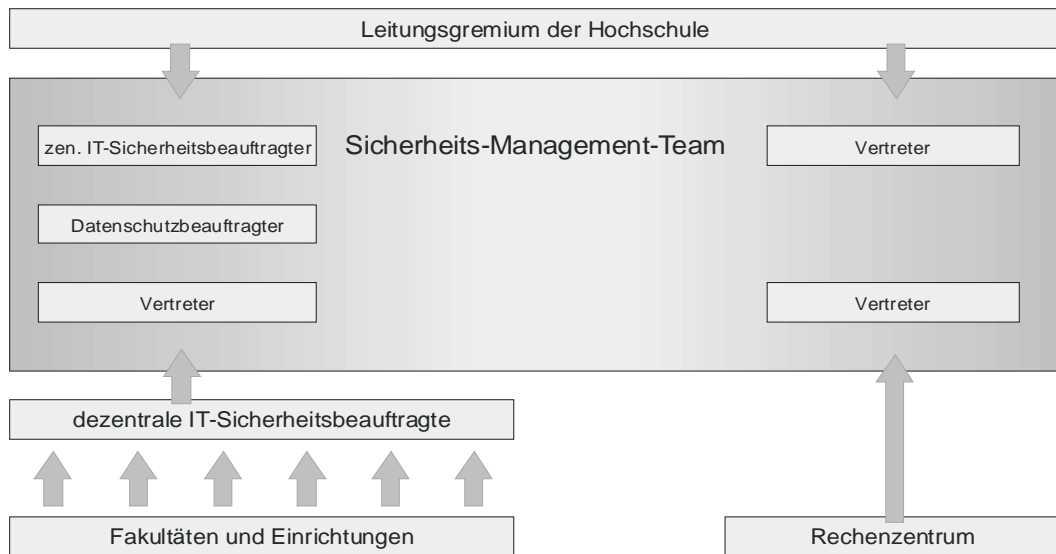 Leitungsgremium der Hochschule
zen. IT-Sicherheitsbeauftragter
Sicherheits-Management-Team
Vertreter
Datenschutzbeauftragter
Vertreter
Vertreter
dezentrale IT-Sicherheitsbeauftragte
Fakultäten und Einrichtungen
Rechenzentrum